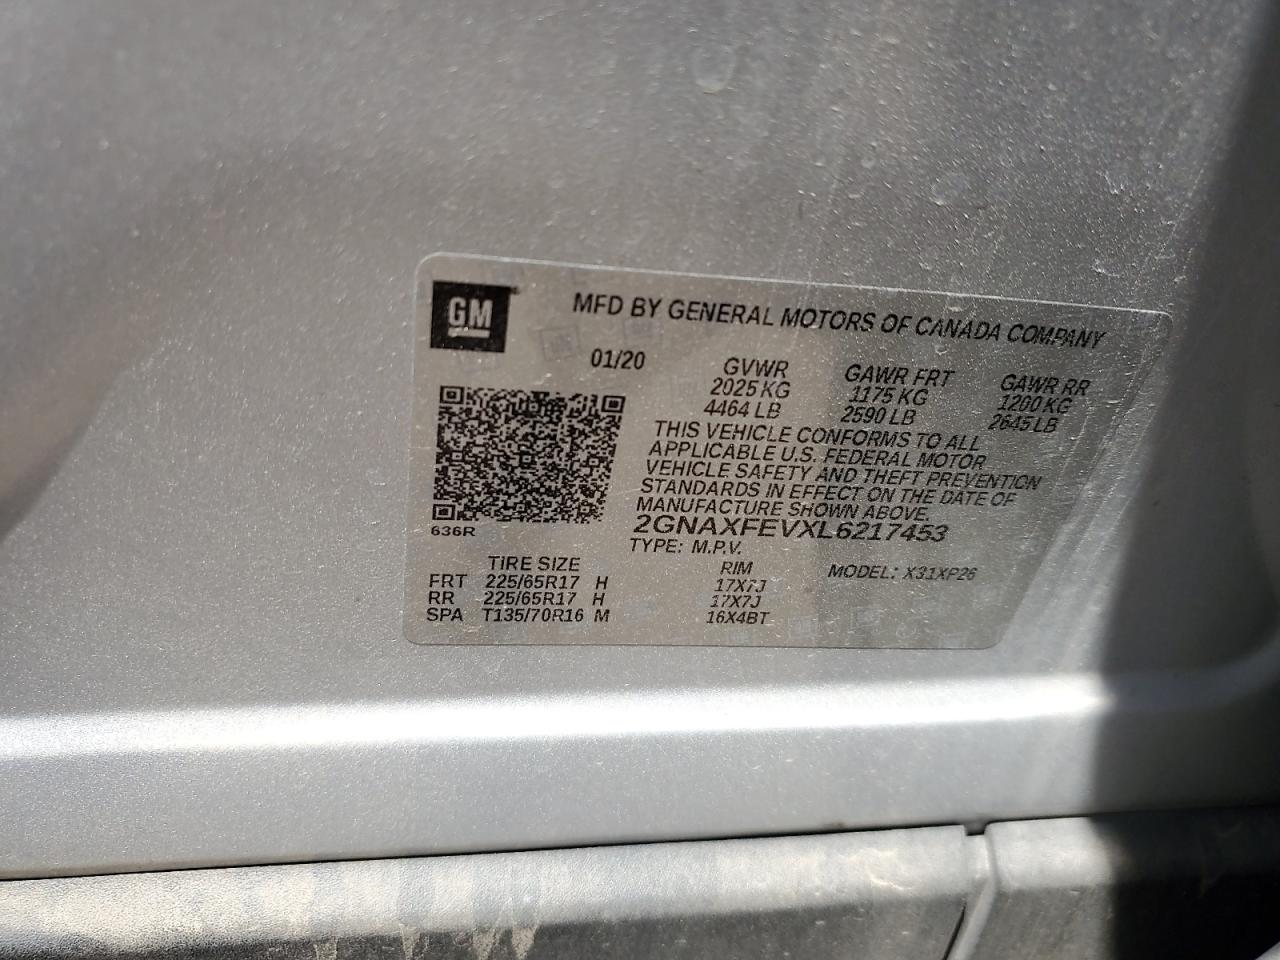 GM
MFD BY GENERAL MOTORS OF CANADA COMPANY
01/20 GVWR GAWR FRT GAWR RR
2025 KG 1175 KG 1200 KG
4464 LB 2590 LB 2645 LB
THIS VEHICLE CONFORMS TO ALL
APPLICABLE U.S. FEDERAL MOTOR
VEHICLE SAFETY AND THEFT PREVENTION
STANDARDS IN EFFECT ON THE DATE OF
MANUFACTURE SHOWN ABOVE.
636R 2GNAXFEVXL6217453
TYPE: M.P.V.
TIRE SIZE RIM MODEL: X31XP26
FRT 225/65R17 H 17X7J
RR 225/65R17 H 17X7J
SPA T135/70R16 M 16X4BT